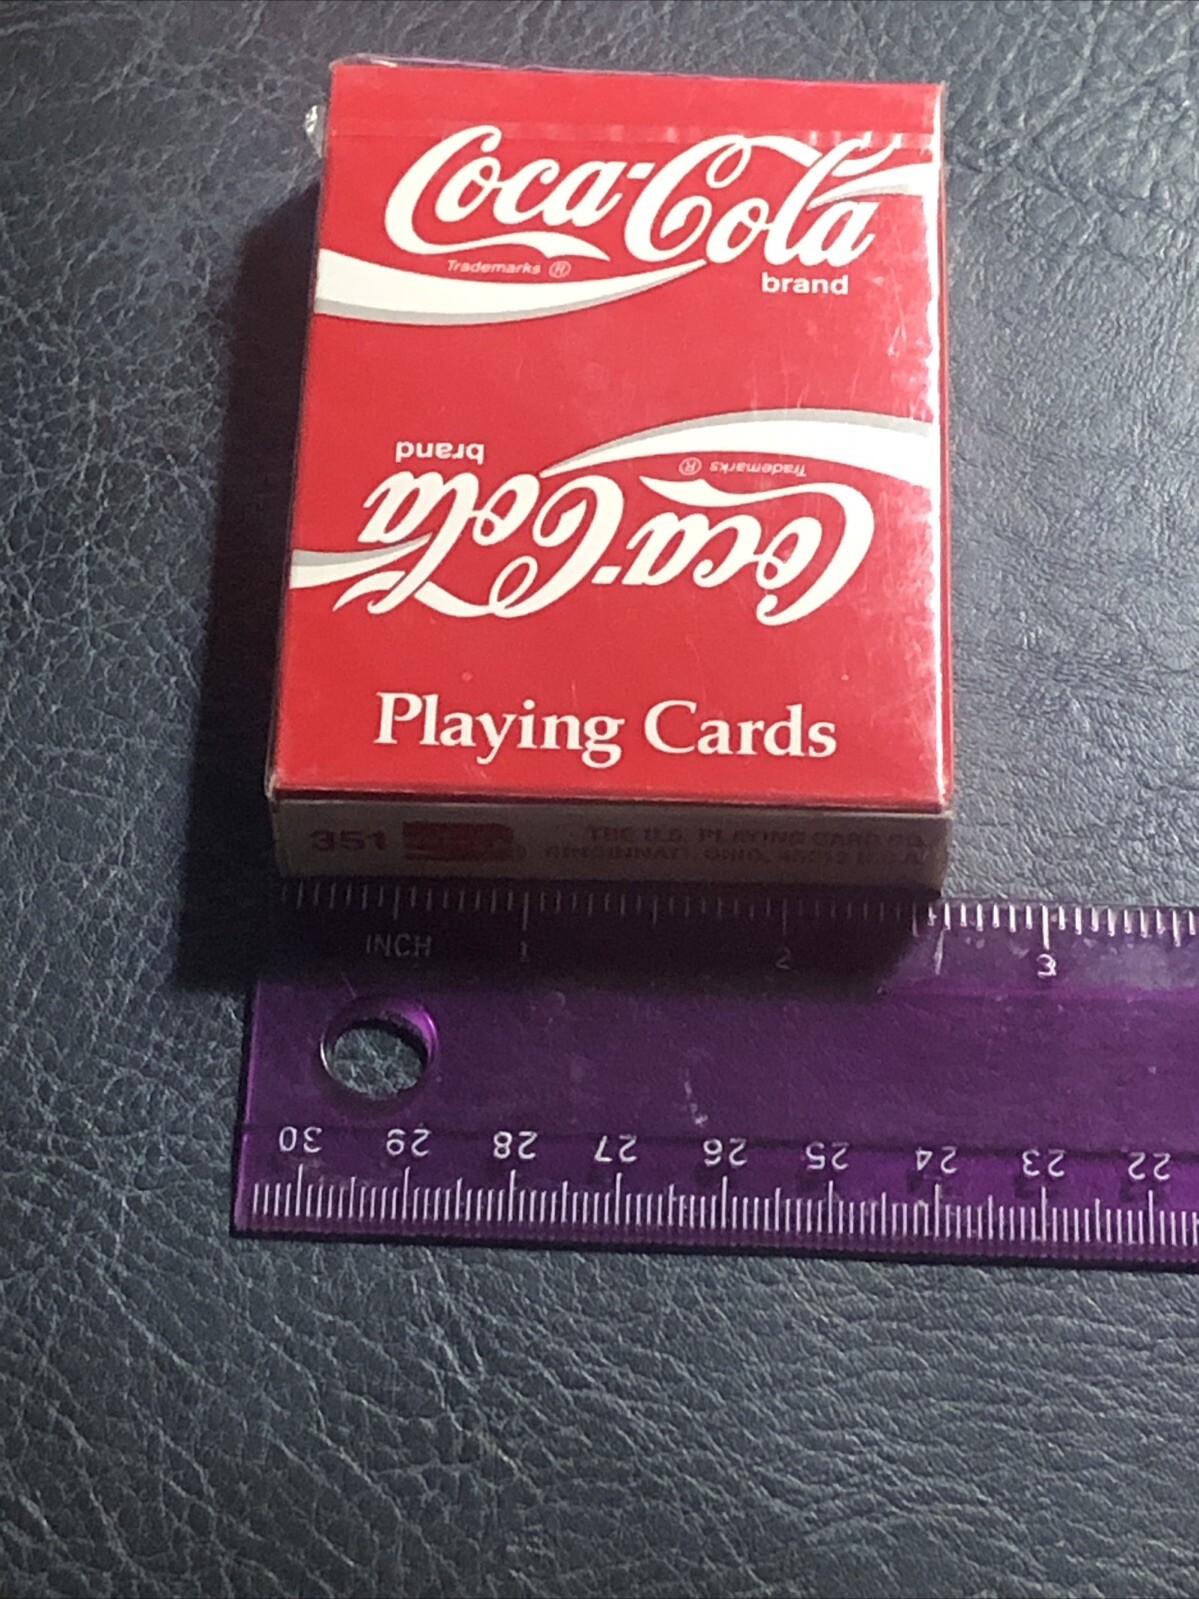 Coca-Cola
Trademarks ®
brand
brand
Trademarks ®
Coca-Cola
Playing Cards
351
THE U.S. PLAYING CARD CO.
CINCINNATI, OHIO, U.S.A.
INCH 1 2 3
30 29 28 27 26 25 24 23 22